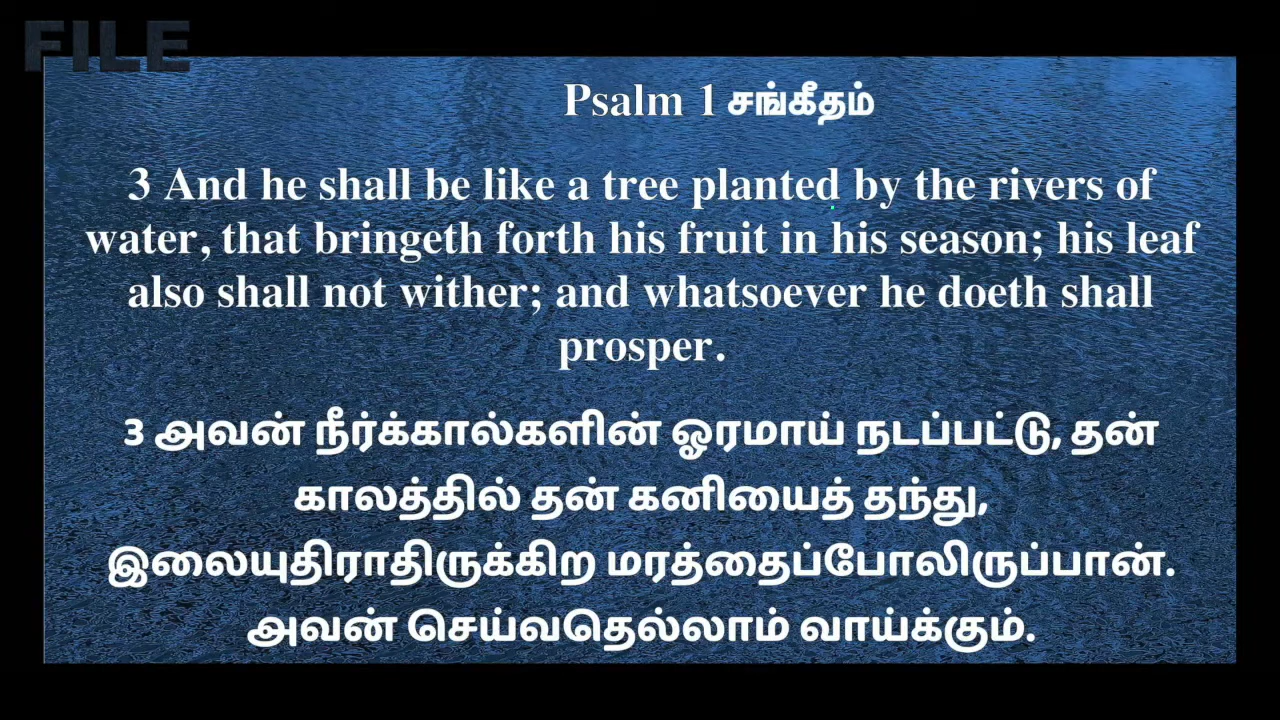 FILE
Psalm 1 சங்கீதம்
3 And he shall be like a tree planted by the rivers of
water, that bringeth forth his fruit in his season; his leaf
also shall not wither; and whatsoever he doeth shall
prosper.
3 அவன் நீர்க்கால்களின் ஓரமாய் நடப்பட்டு, தன்
காலத்தில் தன் கனியைத் தந்து,
இலையுதிராதிருக்கிற மரத்தைப்போலிருப்பான்.
அவன் செய்வதெல்லாம் வாய்க்கும்.